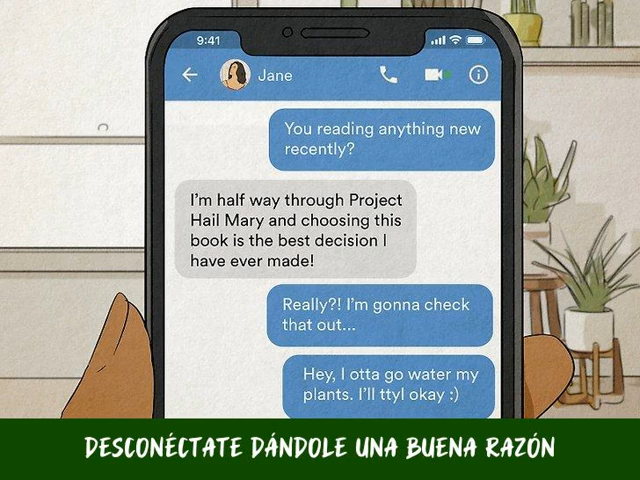 9:41
Jane
You reading anything new
recently?
I'm half way through Project
Hail Mary and choosing this
book is the best decision I
have ever made!
Really?! I'm gonna check
that out...
Hey, I otta go water my
plants. I'll ttyl okay :)
DESCONÉCTATE DÁNDOLE UNA BUENA RAZÓN